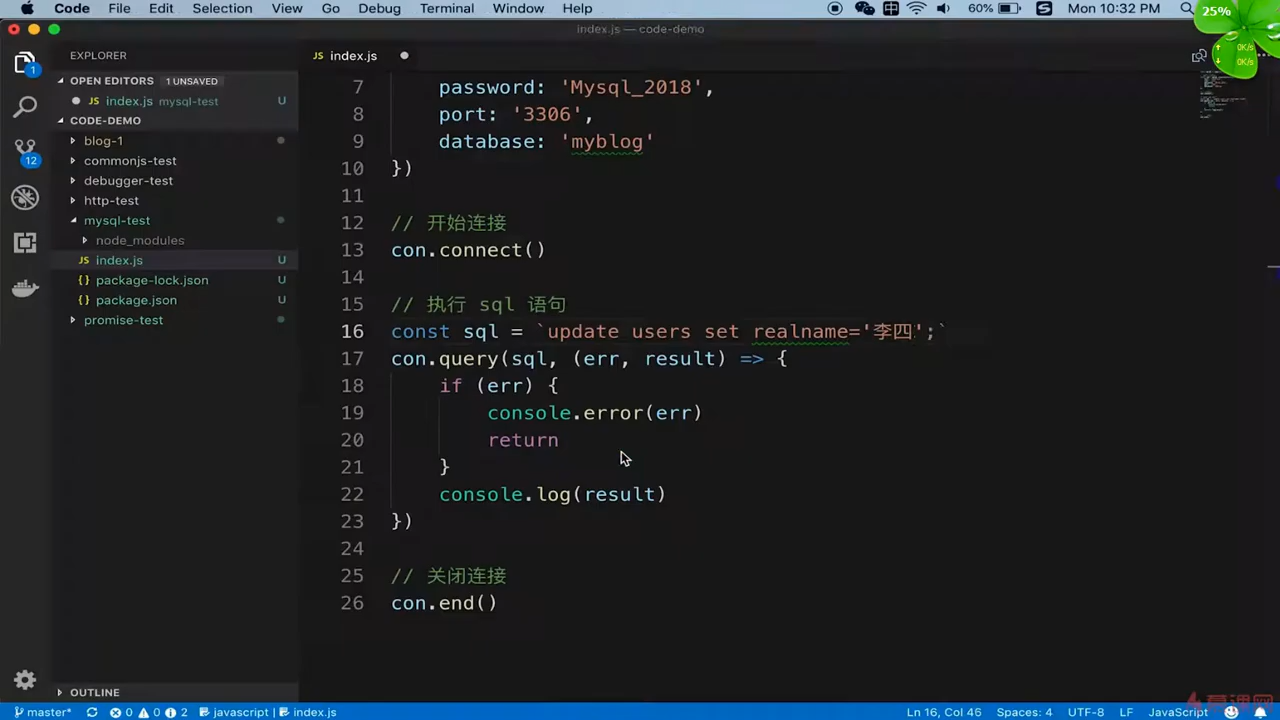 Code File Edit Selection View Go Debug Terminal Window Help 60% Mon 10:32 PM
25%
0K/s
0K/s
index.js — code-demo
EXPLORER
OPEN EDITORS 1 UNSAVED
JS index.js mysql-test U
CODE-DEMO
blog-1
commonjs-test
debugger-test
http-test
mysql-test
node_modules
JS index.js U
{} package-lock.json U
{} package.json U
promise-test
OUTLINE
1
12
JS index.js
7 password: 'Mysql_2018',
8 port: '3306',
9 database: 'myblog'
10 })
11
12 // 开始连接
13 con.connect()
14
15 // 执行 sql 语句
16 const sql = `update users set realname='李四';`
17 con.query(sql, (err, result) => {
18 if (err) {
19 console.error(err)
20 return
21 }
22 console.log(result)
23 })
24
25 // 关闭连接
26 con.end()
master* 0 0 2 javascript index.js Ln 16, Col 46 Spaces: 4 UTF-8 LF JavaScript